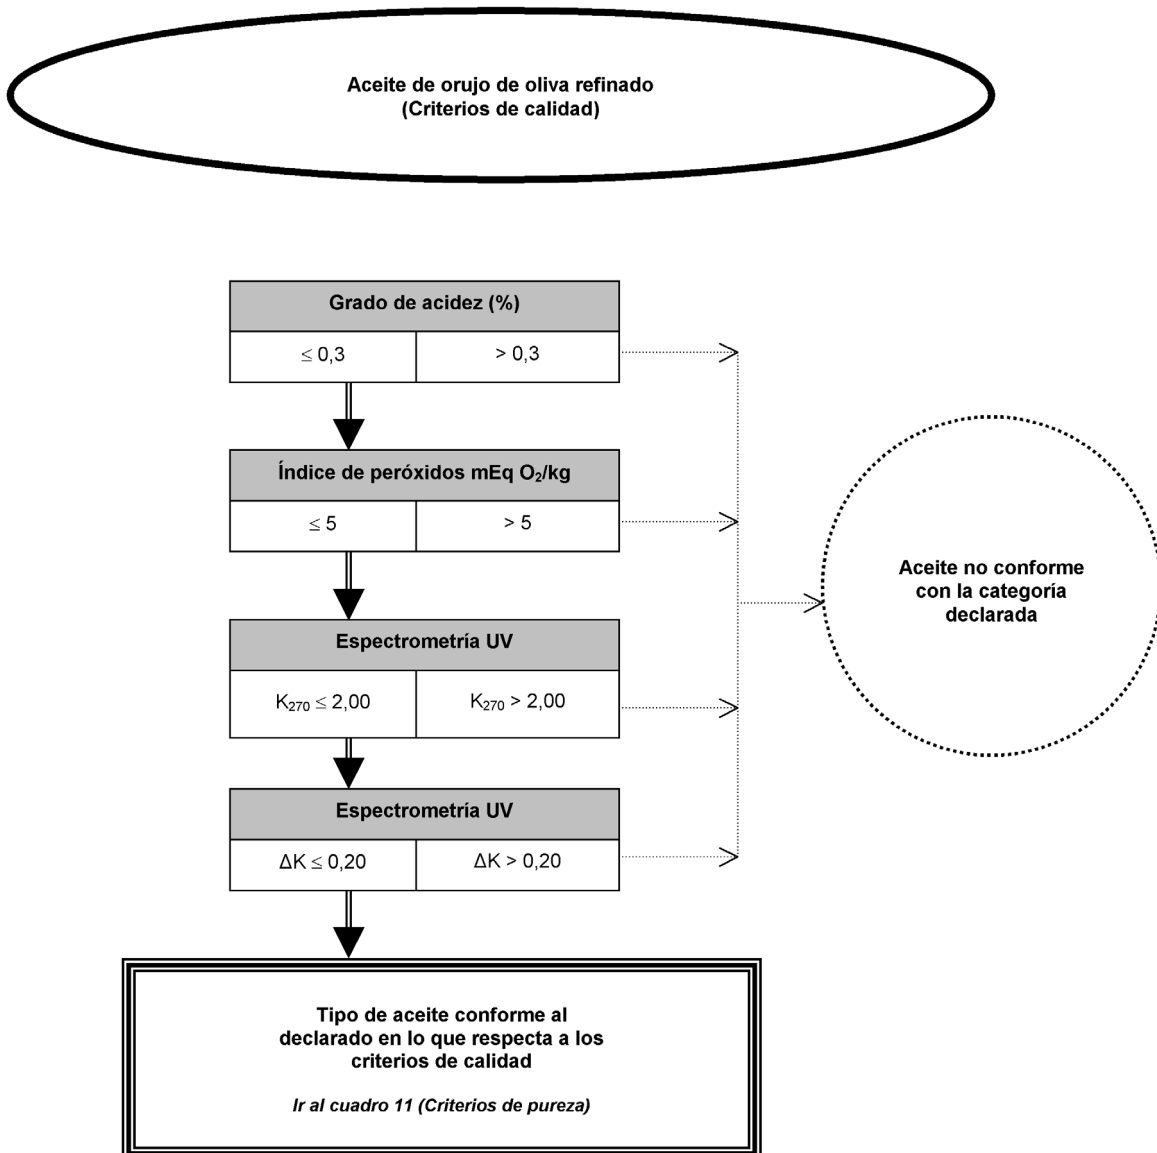 Aceite de orujo de oliva refinado
(Criterios de calidad)
Grado de acidez (%)
≤ 0,3
> 0,3
Índice de peróxidos mEq O₂/kg
≤ 5
> 5
Espectrometría UV
K₂₇₀ ≤ 2,00
K₂₇₀ > 2,00
Espectrometría UV
ΔK ≤ 0,20
ΔK > 0,20
Aceite no conforme
con la categoría
declarada
Tipo de aceite conforme al
declarado en lo que respecta a los
criterios de calidad
Ir al cuadro 11 (Criterios de pureza)